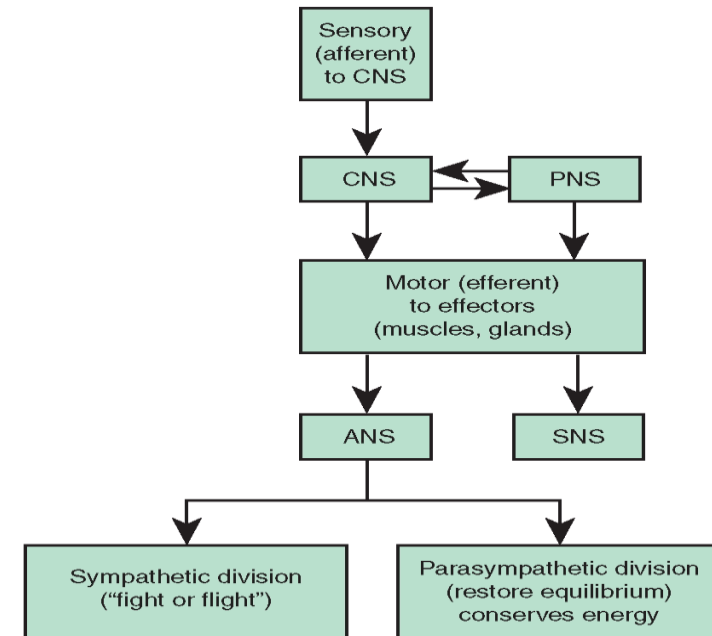 Sensory
(afferent)
to CNS
CNS
PNS
Motor (efferent)
to effectors
(muscles, glands)
ANS
SNS
Sympathetic division
(“fight or flight”)
Parasympathetic division
(restore equilibrium)
conserves energy